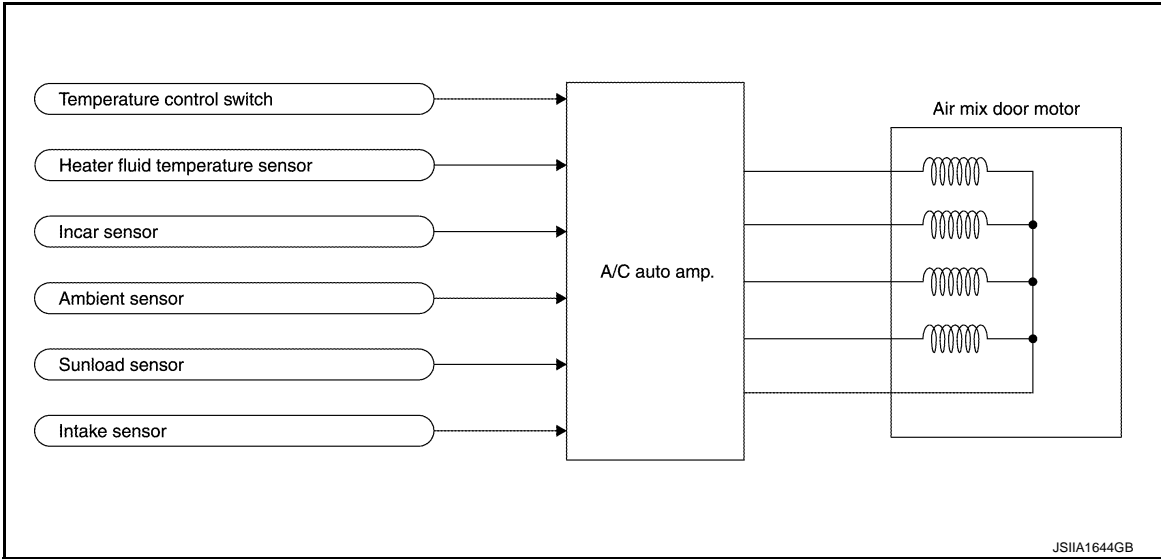 Temperature control switch
Heater fluid temperature sensor
Incar sensor
Ambient sensor
Sunload sensor
Intake sensor
A/C auto amp.
Air mix door motor
JSIIA1644GB